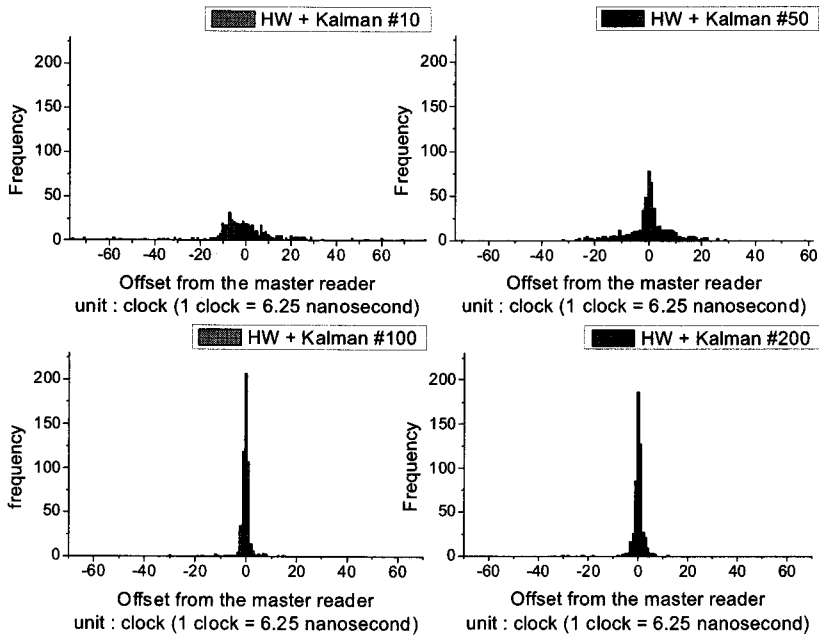 HW + Kalman #10
200
150
100
50
0
Frequency
-60 -40 -20 0 20 40 60
Offset from the master reader
unit : clock (1 clock = 6.25 nanosecond)
HW + Kalman #50
200
150
100
50
0
Frequency
-60 -40 -20 0 20 40 60
Offset from the master reader
unit : clock (1 clock = 6.25 nanosecond)
HW + Kalman #100
200
150
100
50
0
frequency
-60 -40 -20 0 20 40 60
Offset from the master reader
unit : clock (1 clock = 6.25 nanosecond)
HW + Kalman #200
200
150
100
50
0
Frequency
-60 -40 -20 0 20 40 60
Offset from the master reader
unit : clock (1 clock = 6.25 nanosecond)